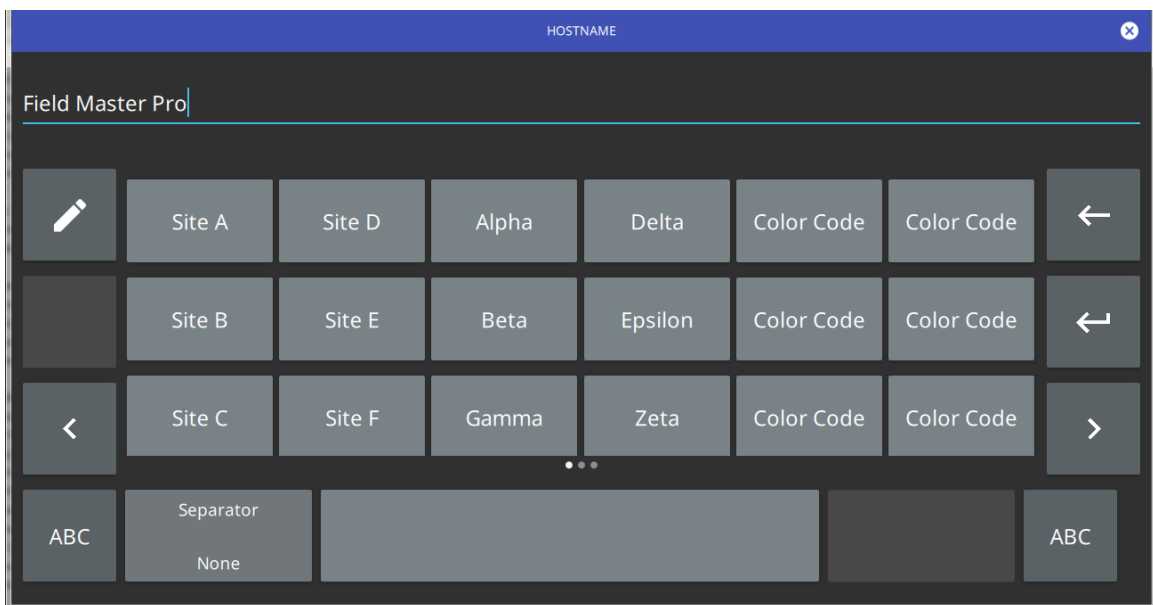 HOSTNAME
Field Master Pro
Site A Site D Alpha Delta Color Code Color Code
Site B Site E Beta Epsilon Color Code Color Code
Site C Site F Gamma Zeta Color Code Color Code
ABC Separator None ABC